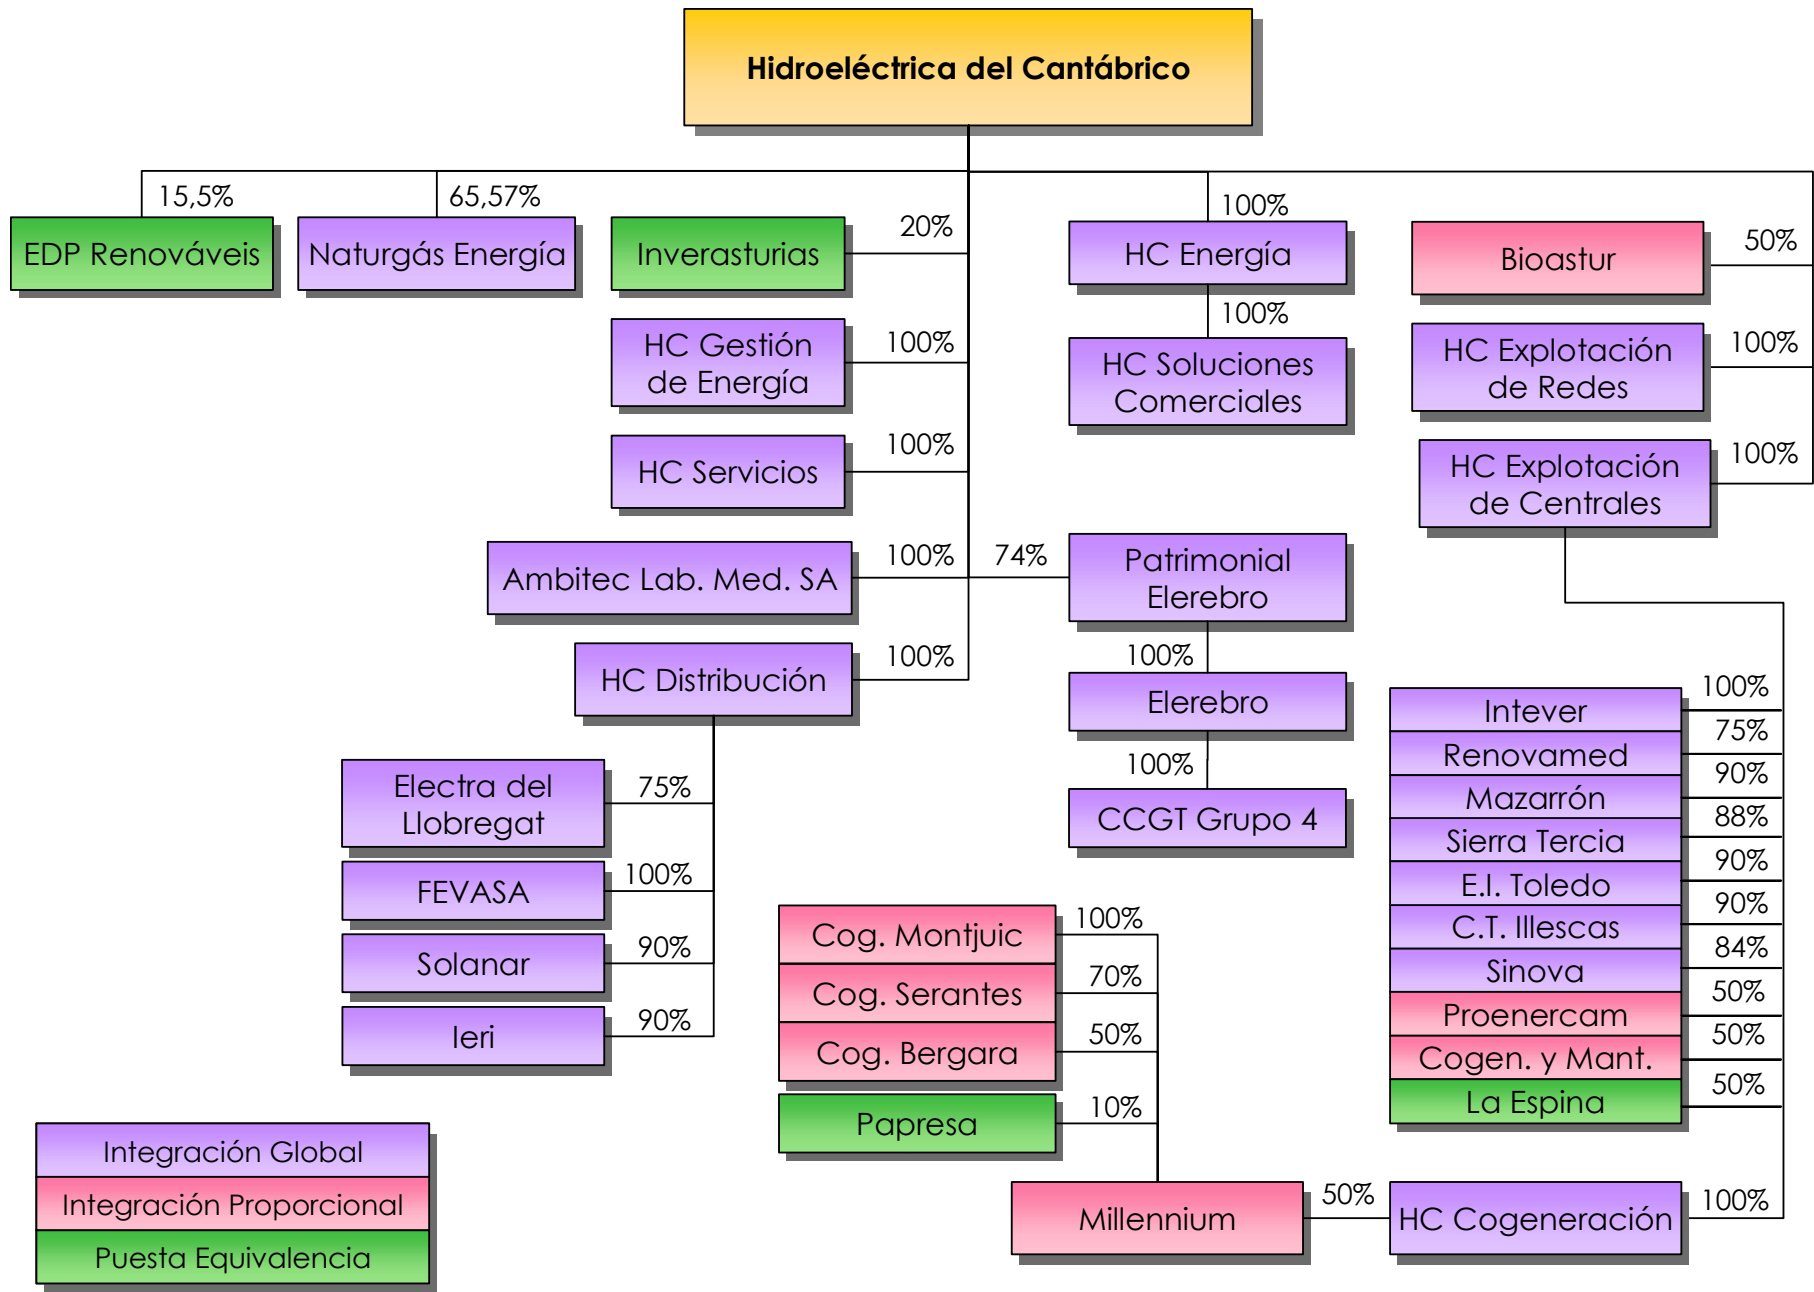 Hidroeléctrica del Cantábrico
15,5%
65,57%
EDP Renováveis
Naturgás Energía
20%
Inverasturias
100%
HC Gestión
de Energía
100%
HC Servicios
100%
Ambitec Lab. Med. SA
100%
HC Distribución
75%
Electra del
Llobregat
100%
FEVASA
90%
Solanar
90%
Ieri
100%
HC Energía
100%
HC Soluciones
Comerciales
74%
Patrimonial
Elerebro
100%
Elerebro
100%
CCGT Grupo 4
50%
Bioastur
100%
HC Explotación
de Redes
100%
HC Explotación
de Centrales
100%
Intever
75%
Renovamed
90%
Mazarrón
88%
Sierra Tercia
90%
E.I. Toledo
90%
C.T. Illescas
84%
Sinova
50%
Proenercam
50%
Cogen. y Mant.
50%
La Espina
100%
HC Cogeneración
50%
Millennium
100%
Cog. Montjuic
70%
Cog. Serantes
50%
Cog. Bergara
10%
Papresa
Integración Global
Integración Proporcional
Puesta Equivalencia